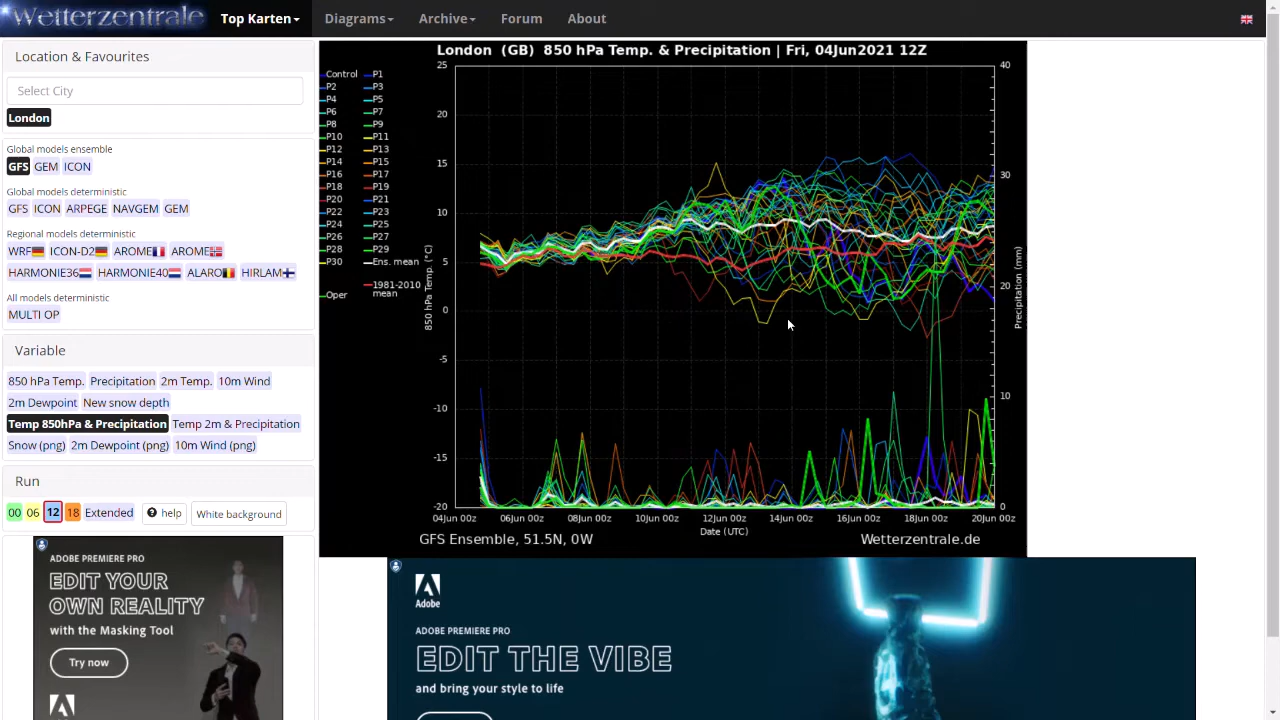 Wetterzentrale
Top Karten
Diagrams
Archive
Forum
About
Location & Favourites
Select City
London
Global models ensemble
GFS GEM ICON
Global models deterministic
GFS ICON ARPEGE NAVGEM GEM
Regional models deterministic
WRF ICON-D2 AROME AROME
HARMONIE36 HARMONIE40 ALARO HIRLAM
All models deterministic
MULTI OP
Variable
850 hPa Temp. Precipitation 2m Temp. 10m Wind
2m Dewpoint New snow depth
Temp 850hPa & Precipitation Temp 2m & Precipitation
Snow (png) 2m Dewpoint (png) 10m Wind (png)
Run
00 06 12 18 Extended help White background
ADOBE PREMIERE PRO
EDIT YOUR
OWN REALITY
with the Masking Tool
Try now
London (GB) 850 hPa Temp. & Precipitation | Fri, 04Jun2021 12Z
Control P1
P2 P3
P4 P5
P6 P7
P8 P9
P10 P11
P12 P13
P14 P15
P16 P17
P18 P19
P20 P21
P22 P23
P24 P25
P26 P27
P28 P29
P30 Ens. mean
Oper 1981-2010
mean
850 hPa Temp. (°C)
25
20
15
10
5
0
-5
-10
-15
-20
40
30
20
10
0
Precipitation (mm)
04Jun 00z 06Jun 00z 08Jun 00z 10Jun 00z 12Jun 00z 14Jun 00z 16Jun 00z 18Jun 00z 20Jun 00z
Date (UTC)
GFS Ensemble, 51.5N, 0W
Wetterzentrale.de
Adobe
ADOBE PREMIERE PRO
EDIT THE VIBE
and bring your style to life